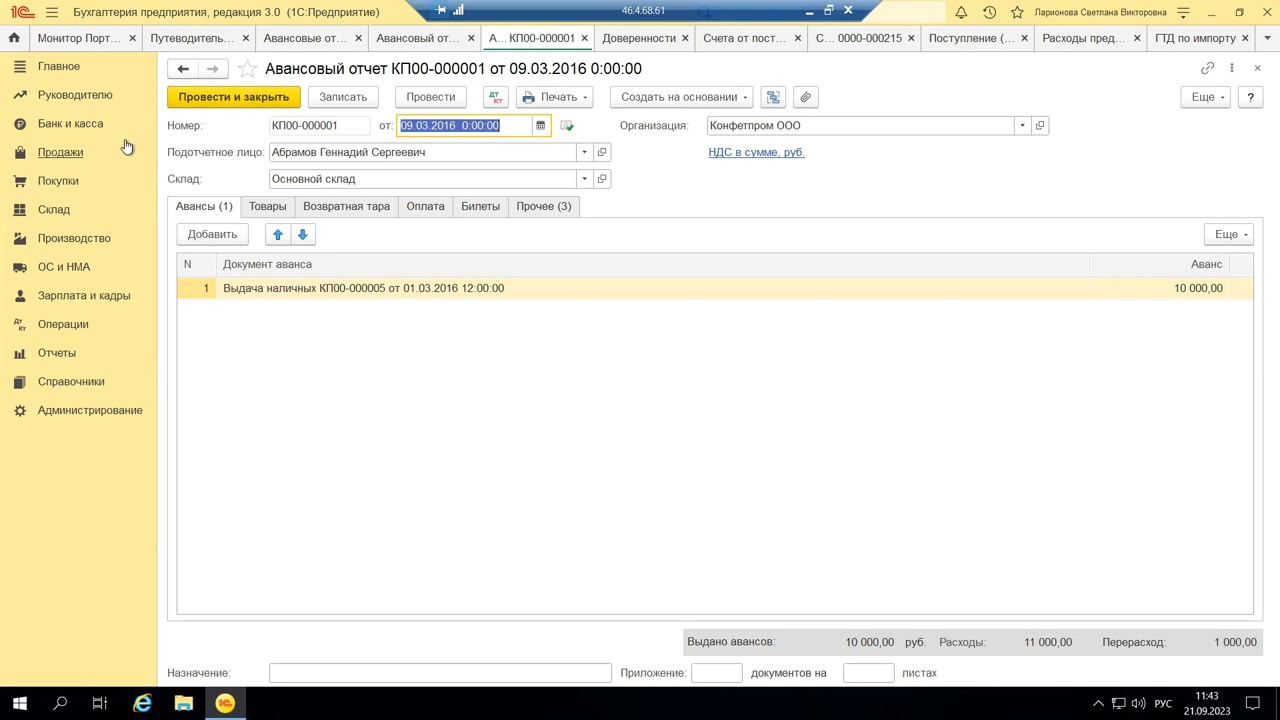 Бухгалтерия предприятия, редакция 3.0 (1С:Предприятие)
46.4.68.61
Ларионова Светлана Викторовна
Монитор Порт... × Путеводитель... × Авансовые от... × Авансовый от... × А... КП00-000001 × Доверенности × Счета от пост... × С... 0000-000215 × Поступление (... × Расходы пред... × ГТД по импорту ×
Главное
Руководителю
Банк и касса
Продажи
Покупки
Склад
Производство
ОС и НМА
Зарплата и кадры
Операции
Отчеты
Справочники
Администрирование
Авансовый отчет КП00-000001 от 09.03.2016 0:00:00
Провести и закрыть Записать Провести Дт Кт Печать Создать на основании Еще ?
Номер: КП00-000001 от: 09.03.2016 0:00:00 Организация: Конфетпром ООО
Подотчетное лицо: Абрамов Геннадий Сергеевич НДС в сумме, руб.
Склад: Основной склад
Авансы (1) Товары Возвратная тара Оплата Билеты Прочее (3)
Добавить Еще
N Документ аванса Аванс
1 Выдача наличных КП00-000005 от 01.03.2016 12:00:00 10 000,00
Выдано авансов: 10 000,00 руб. Расходы: 11 000,00 Перерасход: 1 000,00
Назначение: Приложение: документов на листах
РУС
11:43
21.09.2023